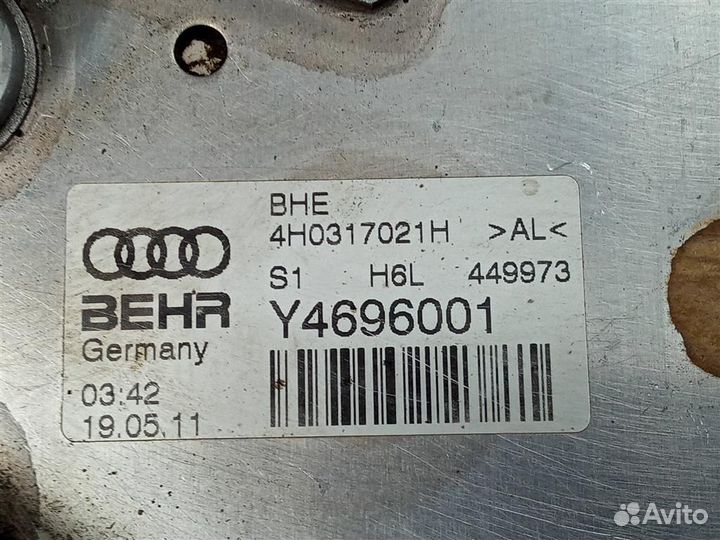 BHE
4H0317021H >AL<
S1 H6L 449973
BEHR
Y4696001
Germany
03:42
19.05.11
Avito